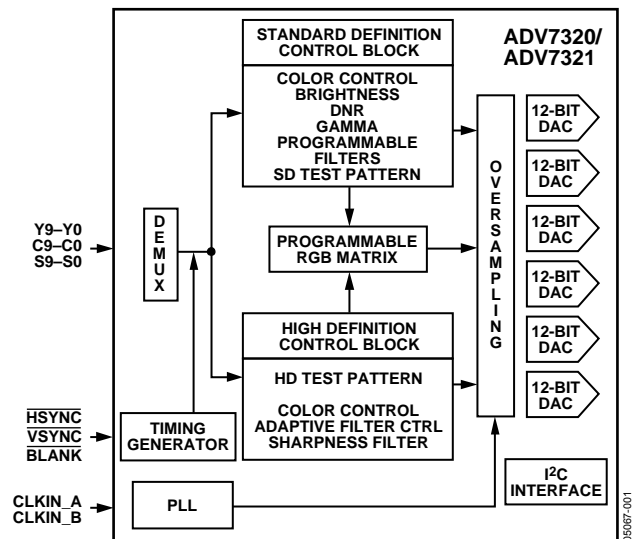 ADV7320/
ADV7321
STANDARD DEFINITION
CONTROL BLOCK
COLOR CONTROL
BRIGHTNESS
DNR
GAMMA
PROGRAMMABLE
FILTERS
SD TEST PATTERN
Y9–Y0
C9–C0
S9–S0
DEMUX
PROGRAMMABLE
RGB MATRIX
HIGH DEFINITION
CONTROL BLOCK
HD TEST PATTERN
COLOR CONTROL
ADAPTIVE FILTER CTRL
SHARPNESS FILTER
OVERSAMPLING
12-BIT
DAC
12-BIT
DAC
12-BIT
DAC
12-BIT
DAC
12-BIT
DAC
12-BIT
DAC
HSYNC
VSYNC
BLANK
TIMING
GENERATOR
CLKIN_A
CLKIN_B
PLL
I²C
INTERFACE
05067-001